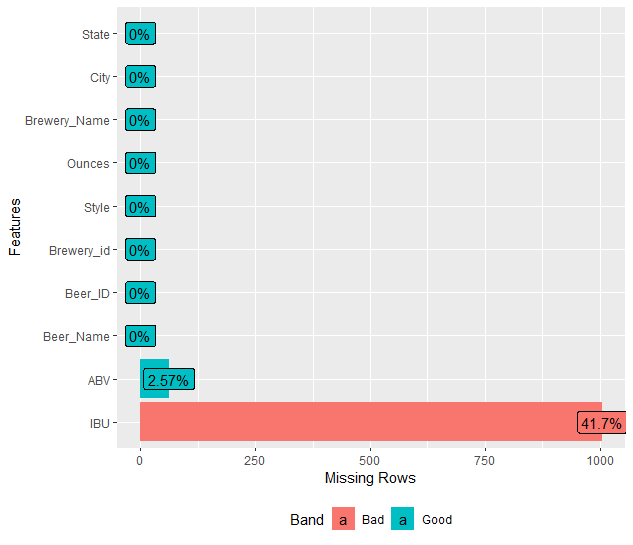 State 0%
City 0%
Brewery_Name 0%
Ounces 0%
Style 0%
Brewery_id 0%
Beer_ID 0%
Beer_Name 0%
ABV 2.57%
IBU 41.7%
Features
0 250 500 750 1000
Missing Rows
Band a Bad a Good